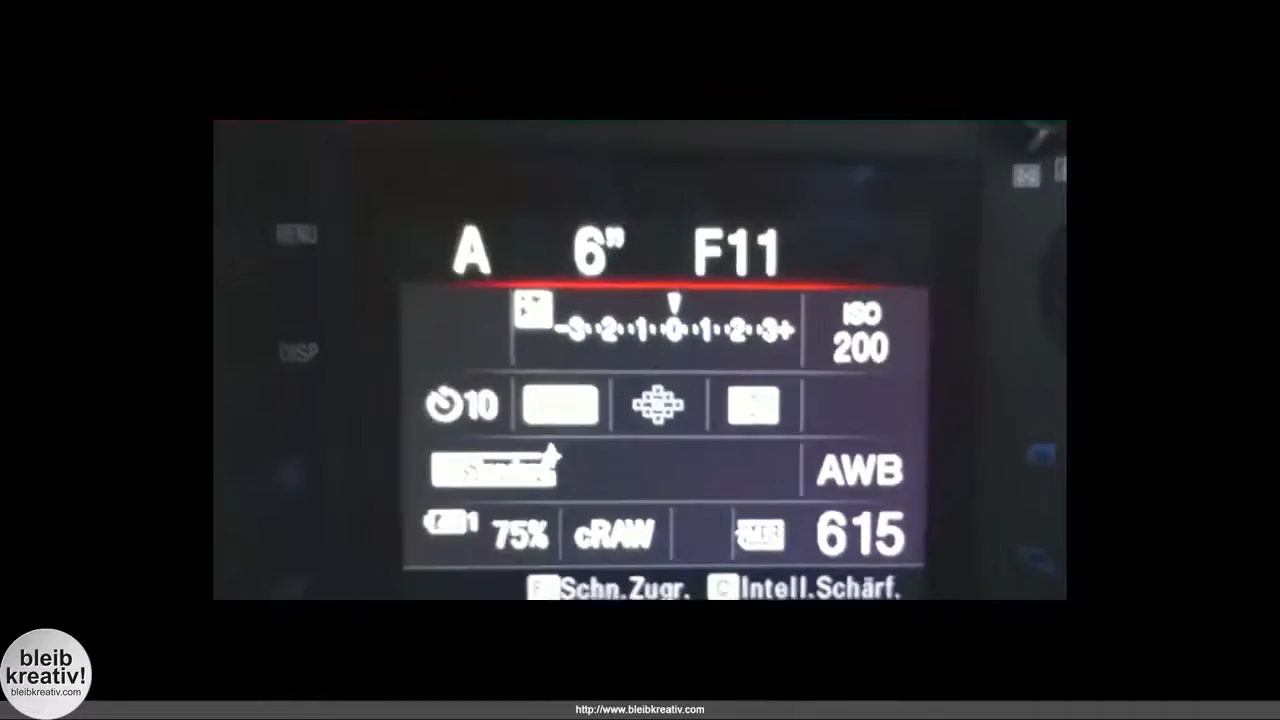 MENU
A 6" F11
-3··2··1··0··1··2··3+
ISO
200
DISP
10
AWB
75% cRAW 615
Schn.Zugr. Intell.Schärf.
bleib
kreativ!
bleibkreativ.com
http://www.bleibkreativ.com